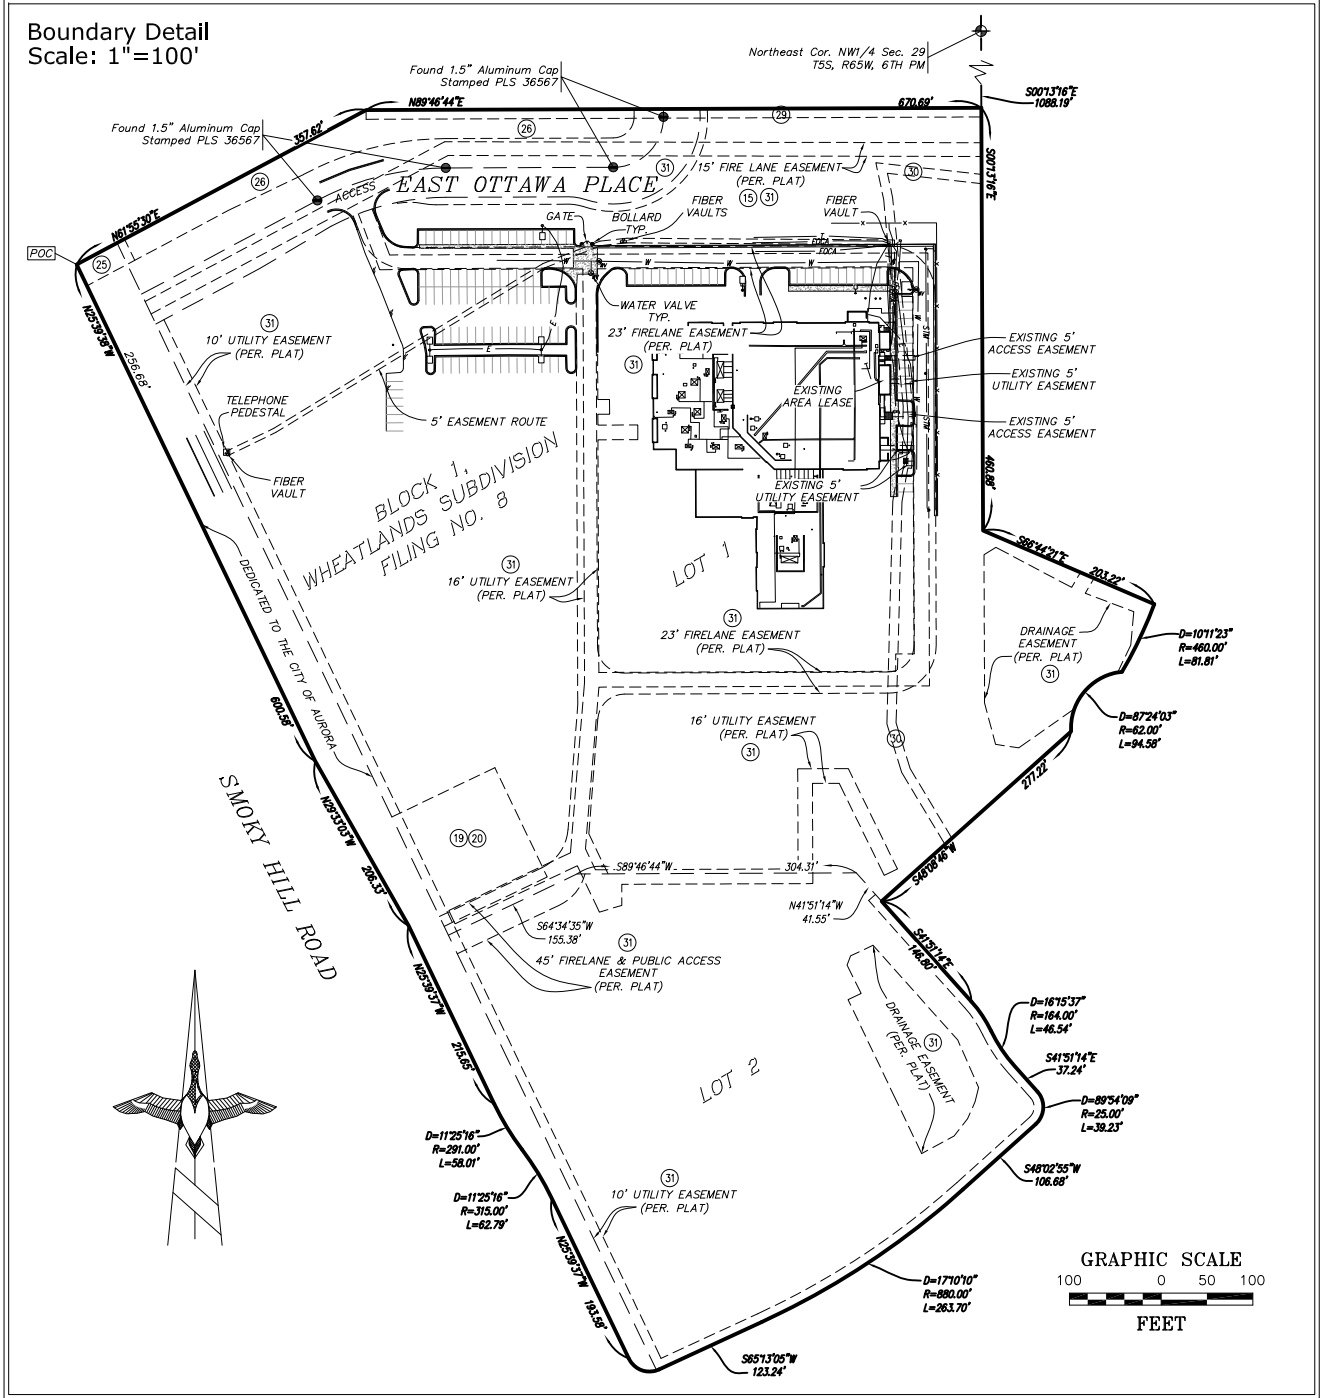 Boundary Detail
Scale: 1"=100'
Northeast Cor. NW1/4 Sec. 29
T5S, R65W, 6TH PM
S00°13'16"E
1088.19'
Found 1.5" Aluminum Cap
Stamped PLS 36567
N89°46'44"E
670.69'
29
Found 1.5" Aluminum Cap
Stamped PLS 36567
357.62'
26
26
31
15' FIRE LANE EASEMENT
(PER. PLAT)
15 31
30
S00°13'16"E
ACCESS
EAST OTTAWA PLACE
N61°55'30"E
GATE
BOLLARD
TYP.
FIBER
VAULTS
FIBER
VAULT
POC
25
T
FOCA
FOCA
W
W
W
W
W
W
WV
WV
N25°39'38"W
256.68'
31
10' UTILITY EASEMENT
(PER. PLAT)
WATER VALVE
TYP.
23' FIRELANE EASEMENT
(PER. PLAT)
31
E
E
E
STM
STM
EXISTING 5'
ACCESS EASEMENT
EXISTING 5'
UTILITY EASEMENT
EXISTING
AREA LEASE
EXISTING 5'
ACCESS EASEMENT
TELEPHONE
PEDESTAL
5' EASEMENT ROUTE
FIBER
VAULT
EXISTING 5'
UTILITY EASEMENT
460.88'
BLOCK 1,
WHEATLANDS SUBDIVISION
FILING NO. 8
LOT 1
S66°44'21"E
203.22'
31
16' UTILITY EASEMENT
(PER. PLAT)
DEDICATED TO THE CITY OF AURORA
31
23' FIRELANE EASEMENT
(PER. PLAT)
DRAINAGE
EASEMENT
(PER. PLAT)
31
D=10°11'23"
R=460.00'
L=81.81'
D=87°24'03"
R=62.00'
L=94.58'
600.58'
16' UTILITY EASEMENT
(PER. PLAT)
31
30
277.22'
S48°08'46"W
SMOKY HILL ROAD
N29°33'03"W
206.33'
19 20
S89°46'44"W
304.31'
N41°51'14"W
41.55'
S64°34'35"W
155.38'
31
45' FIRELANE & PUBLIC ACCESS
EASEMENT
(PER. PLAT)
S41°51'14"E
146.80'
N25°39'37"W
215.65'
DRAINAGE EASEMENT
(PER. PLAT)
31
D=16°15'37"
R=164.00'
L=46.54'
S41°51'14"E
37.24'
LOT 2
D=89°54'09"
R=25.00'
L=39.23'
D=11°25'16"
R=291.00'
L=58.01'
S48°02'55"W
106.68'
D=11°25'16"
R=315.00'
L=62.79'
31
10' UTILITY EASEMENT
(PER. PLAT)
N25°39'37"W
193.58'
D=17°10'10"
R=880.00'
L=263.70'
S65°13'05"W
123.24'
GRAPHIC SCALE
100 0 50 100
FEET